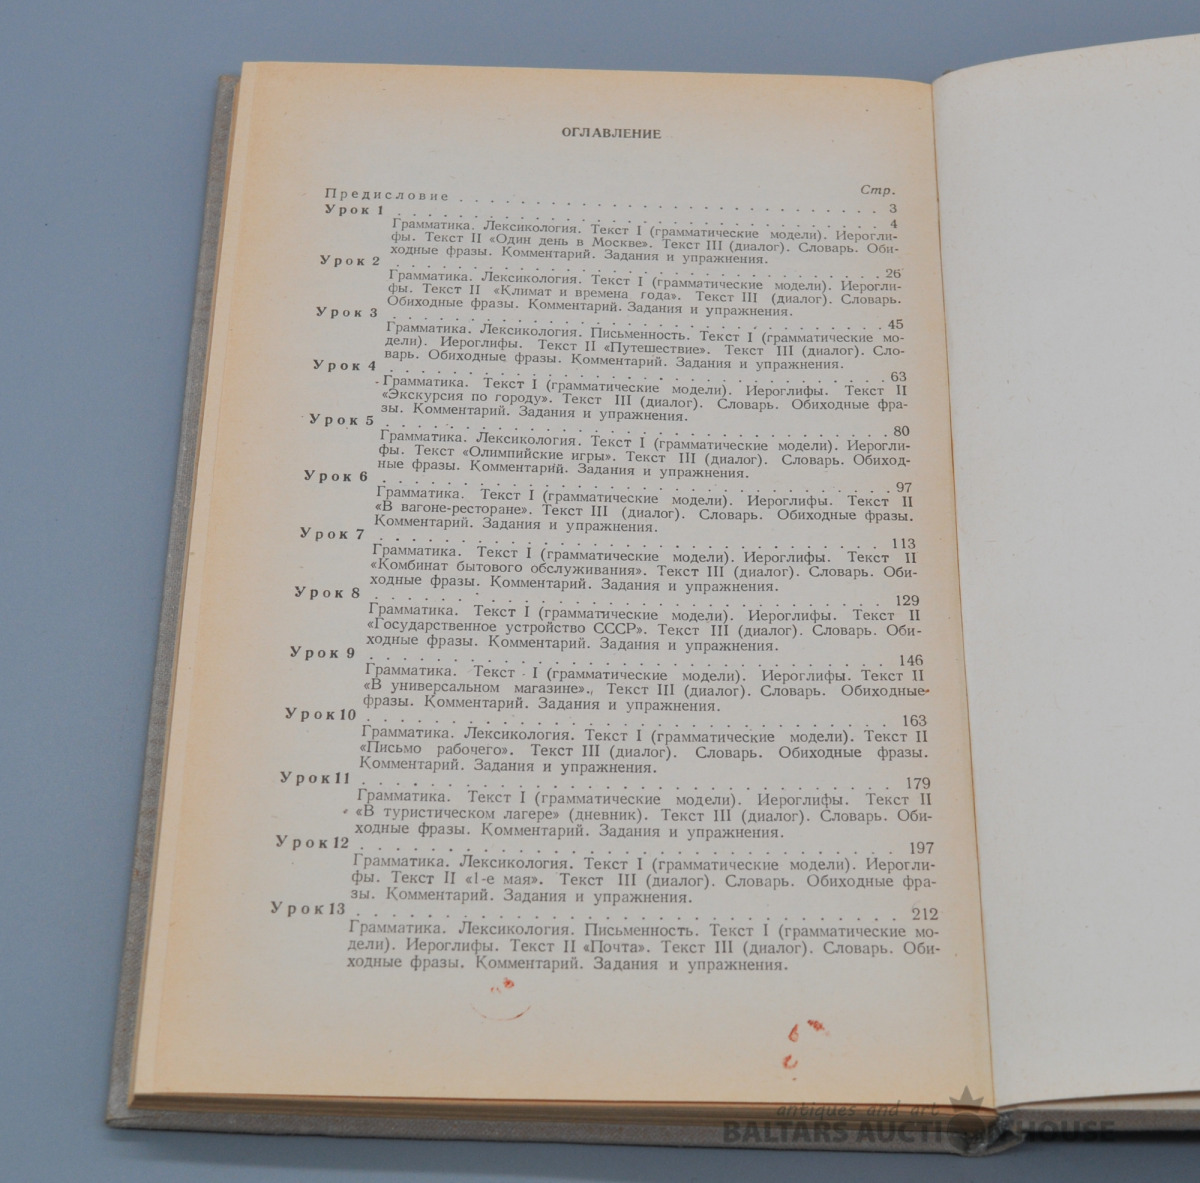 ОГЛАВЛЕНИЕ
Стр.
Предисловие . . . . . . . . . . . . . . . . . . . . . . . . . 3
Урок 1 . . . . . . . . . . . . . . . . . . . . . . . . . 4
Грамматика. Лексикология. Текст I (грамматические модели). Иерогли-
фы. Текст II «Один день в Москве». Текст III (диалог). Словарь. Оби-
ходные фразы. Комментарий. Задания и упражнения.
Урок 2 . . . . . . . . . . . . . . . . . . . . . . . . . 26
Грамматика. Лексикология. Текст I (грамматические модели). Иерогли-
фы. Текст II «Климат и времена года». Текст III (диалог). Словарь.
Обиходные фразы. Комментарий. Задания и упражнения.
Урок 3 . . . . . . . . . . . . . . . . . . . . . . . . . 45
Грамматика. Лексикология. Письменность. Текст I (грамматические мо-
дели). Иероглифы. Текст II «Путешествие». Текст III (диалог). Сло-
варь. Обиходные фразы. Комментарий. Задания и упражнения.
Урок 4 . . . . . . . . . . . . . . . . . . . . . . . . . 63
Грамматика. Текст I (грамматические модели). Иероглифы. Текст II
«Экскурсия по городу». Текст III (диалог). Словарь. Обиходные фра-
зы. Комментарий. Задания и упражнения.
Урок 5 . . . . . . . . . . . . . . . . . . . . . . . . . 80
Грамматика. Лексикология. Текст I (грамматические модели). Иерогли-
фы. Текст «Олимпийские игры». Текст III (диалог). Словарь. Обиход-
ные фразы. Комментарий. Задания и упражнения.
Урок 6 . . . . . . . . . . . . . . . . . . . . . . . . . 97
Грамматика. Текст I (грамматические модели). Иероглифы. Текст II
«В вагоне-ресторане». Текст III (диалог). Словарь. Обиходные фразы.
Комментарий. Задания и упражнения.
Урок 7 . . . . . . . . . . . . . . . . . . . . . . . . . 113
Грамматика. Текст I (грамматические модели). Иероглифы. Текст II
«Комбинат бытового обслуживания». Текст III (диалог). Словарь. Оби-
ходные фразы. Комментарий. Задания и упражнения.
Урок 8 . . . . . . . . . . . . . . . . . . . . . . . . . 129
Грамматика. Текст I (грамматические модели). Иероглифы. Текст II
«Государственное устройство СССР». Текст III (диалог). Словарь. Оби-
ходные фразы. Комментарий. Задания и упражнения.
Урок 9 . . . . . . . . . . . . . . . . . . . . . . . . . 146
Грамматика. Текст I (грамматические модели). Иероглифы. Текст II
«В универсальном магазине». Текст III (диалог). Словарь. Обиходные
фразы. Комментарий. Задания и упражнения.
Урок 10 . . . . . . . . . . . . . . . . . . . . . . . . . 163
Грамматика. Лексикология. Текст I (грамматические модели). Текст II
«Письмо рабочего». Текст III (диалог). Словарь. Обиходные фразы.
Комментарий. Задания и упражнения.
Урок 11 . . . . . . . . . . . . . . . . . . . . . . . . . 179
Грамматика. Текст I (грамматические модели). Иероглифы. Текст II
«В туристическом лагере» (дневник). Текст III (диалог). Словарь. Оби-
ходные фразы. Комментарий. Задания и упражнения.
Урок 12 . . . . . . . . . . . . . . . . . . . . . . . . . 197
Грамматика. Лексикология. Текст I (грамматические модели). Иерогли-
фы. Текст II «1-е мая». Текст III (диалог). Словарь. Обиходные фра-
зы. Комментарий. Задания и упражнения.
Урок 13 . . . . . . . . . . . . . . . . . . . . . . . . . 212
Грамматика. Лексикология. Письменность. Текст I (грамматические мо-
дели). Иероглифы. Текст II «Почта». Текст III (диалог). Словарь. Оби-
ходные фразы. Комментарий. Задания и упражнения.
antiques and art
BALTARS AUCTION HOUSE